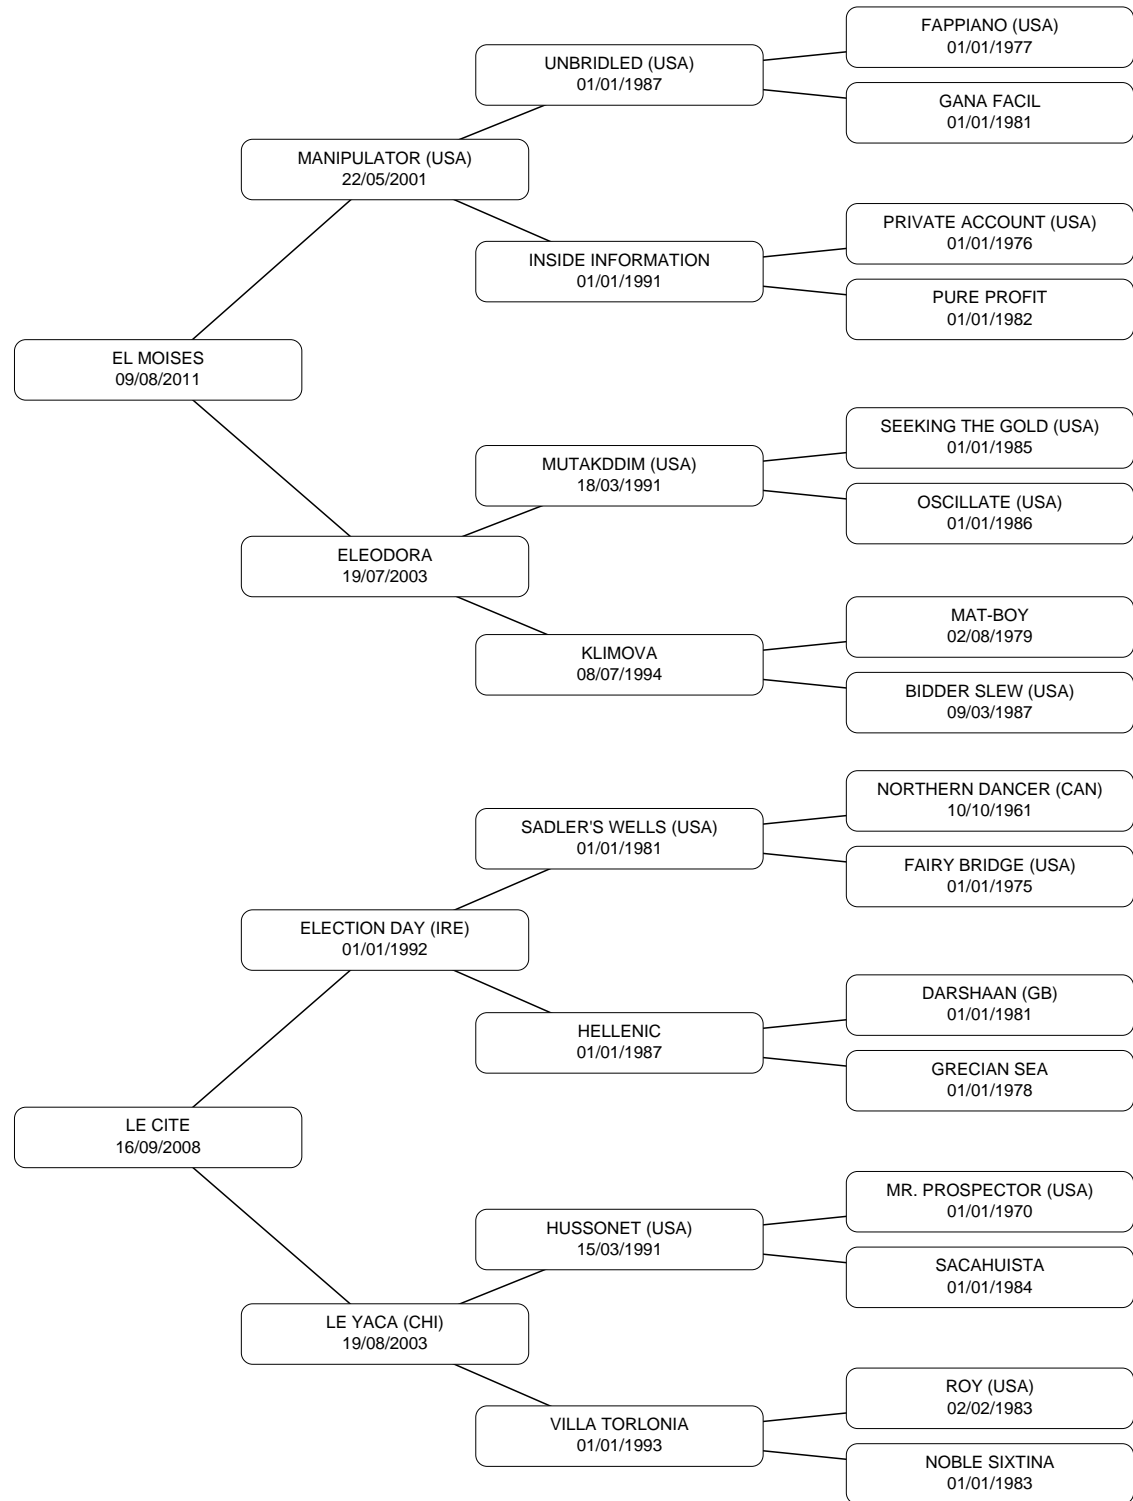 FAPPIANO (USA)
01/01/1977
UNBRIDLED (USA)
01/01/1987
GANA FACIL
01/01/1981
MANIPULATOR (USA)
22/05/2001
PRIVATE ACCOUNT (USA)
01/01/1976
INSIDE INFORMATION
01/01/1991
PURE PROFIT
01/01/1982
EL MOISES
09/08/2011
SEEKING THE GOLD (USA)
01/01/1985
MUTAKDDIM (USA)
18/03/1991
OSCILLATE (USA)
01/01/1986
ELEODORA
19/07/2003
MAT-BOY
02/08/1979
KLIMOVA
08/07/1994
BIDDER SLEW (USA)
09/03/1987
NORTHERN DANCER (CAN)
10/10/1961
SADLER'S WELLS (USA)
01/01/1981
FAIRY BRIDGE (USA)
01/01/1975
ELECTION DAY (IRE)
01/01/1992
DARSHAAN (GB)
01/01/1981
HELLENIC
01/01/1987
GRECIAN SEA
01/01/1978
LE CITE
16/09/2008
MR. PROSPECTOR (USA)
01/01/1970
HUSSONET (USA)
15/03/1991
SACAHUISTA
01/01/1984
LE YACA (CHI)
19/08/2003
ROY (USA)
02/02/1983
VILLA TORLONIA
01/01/1993
NOBLE SIXTINA
01/01/1983